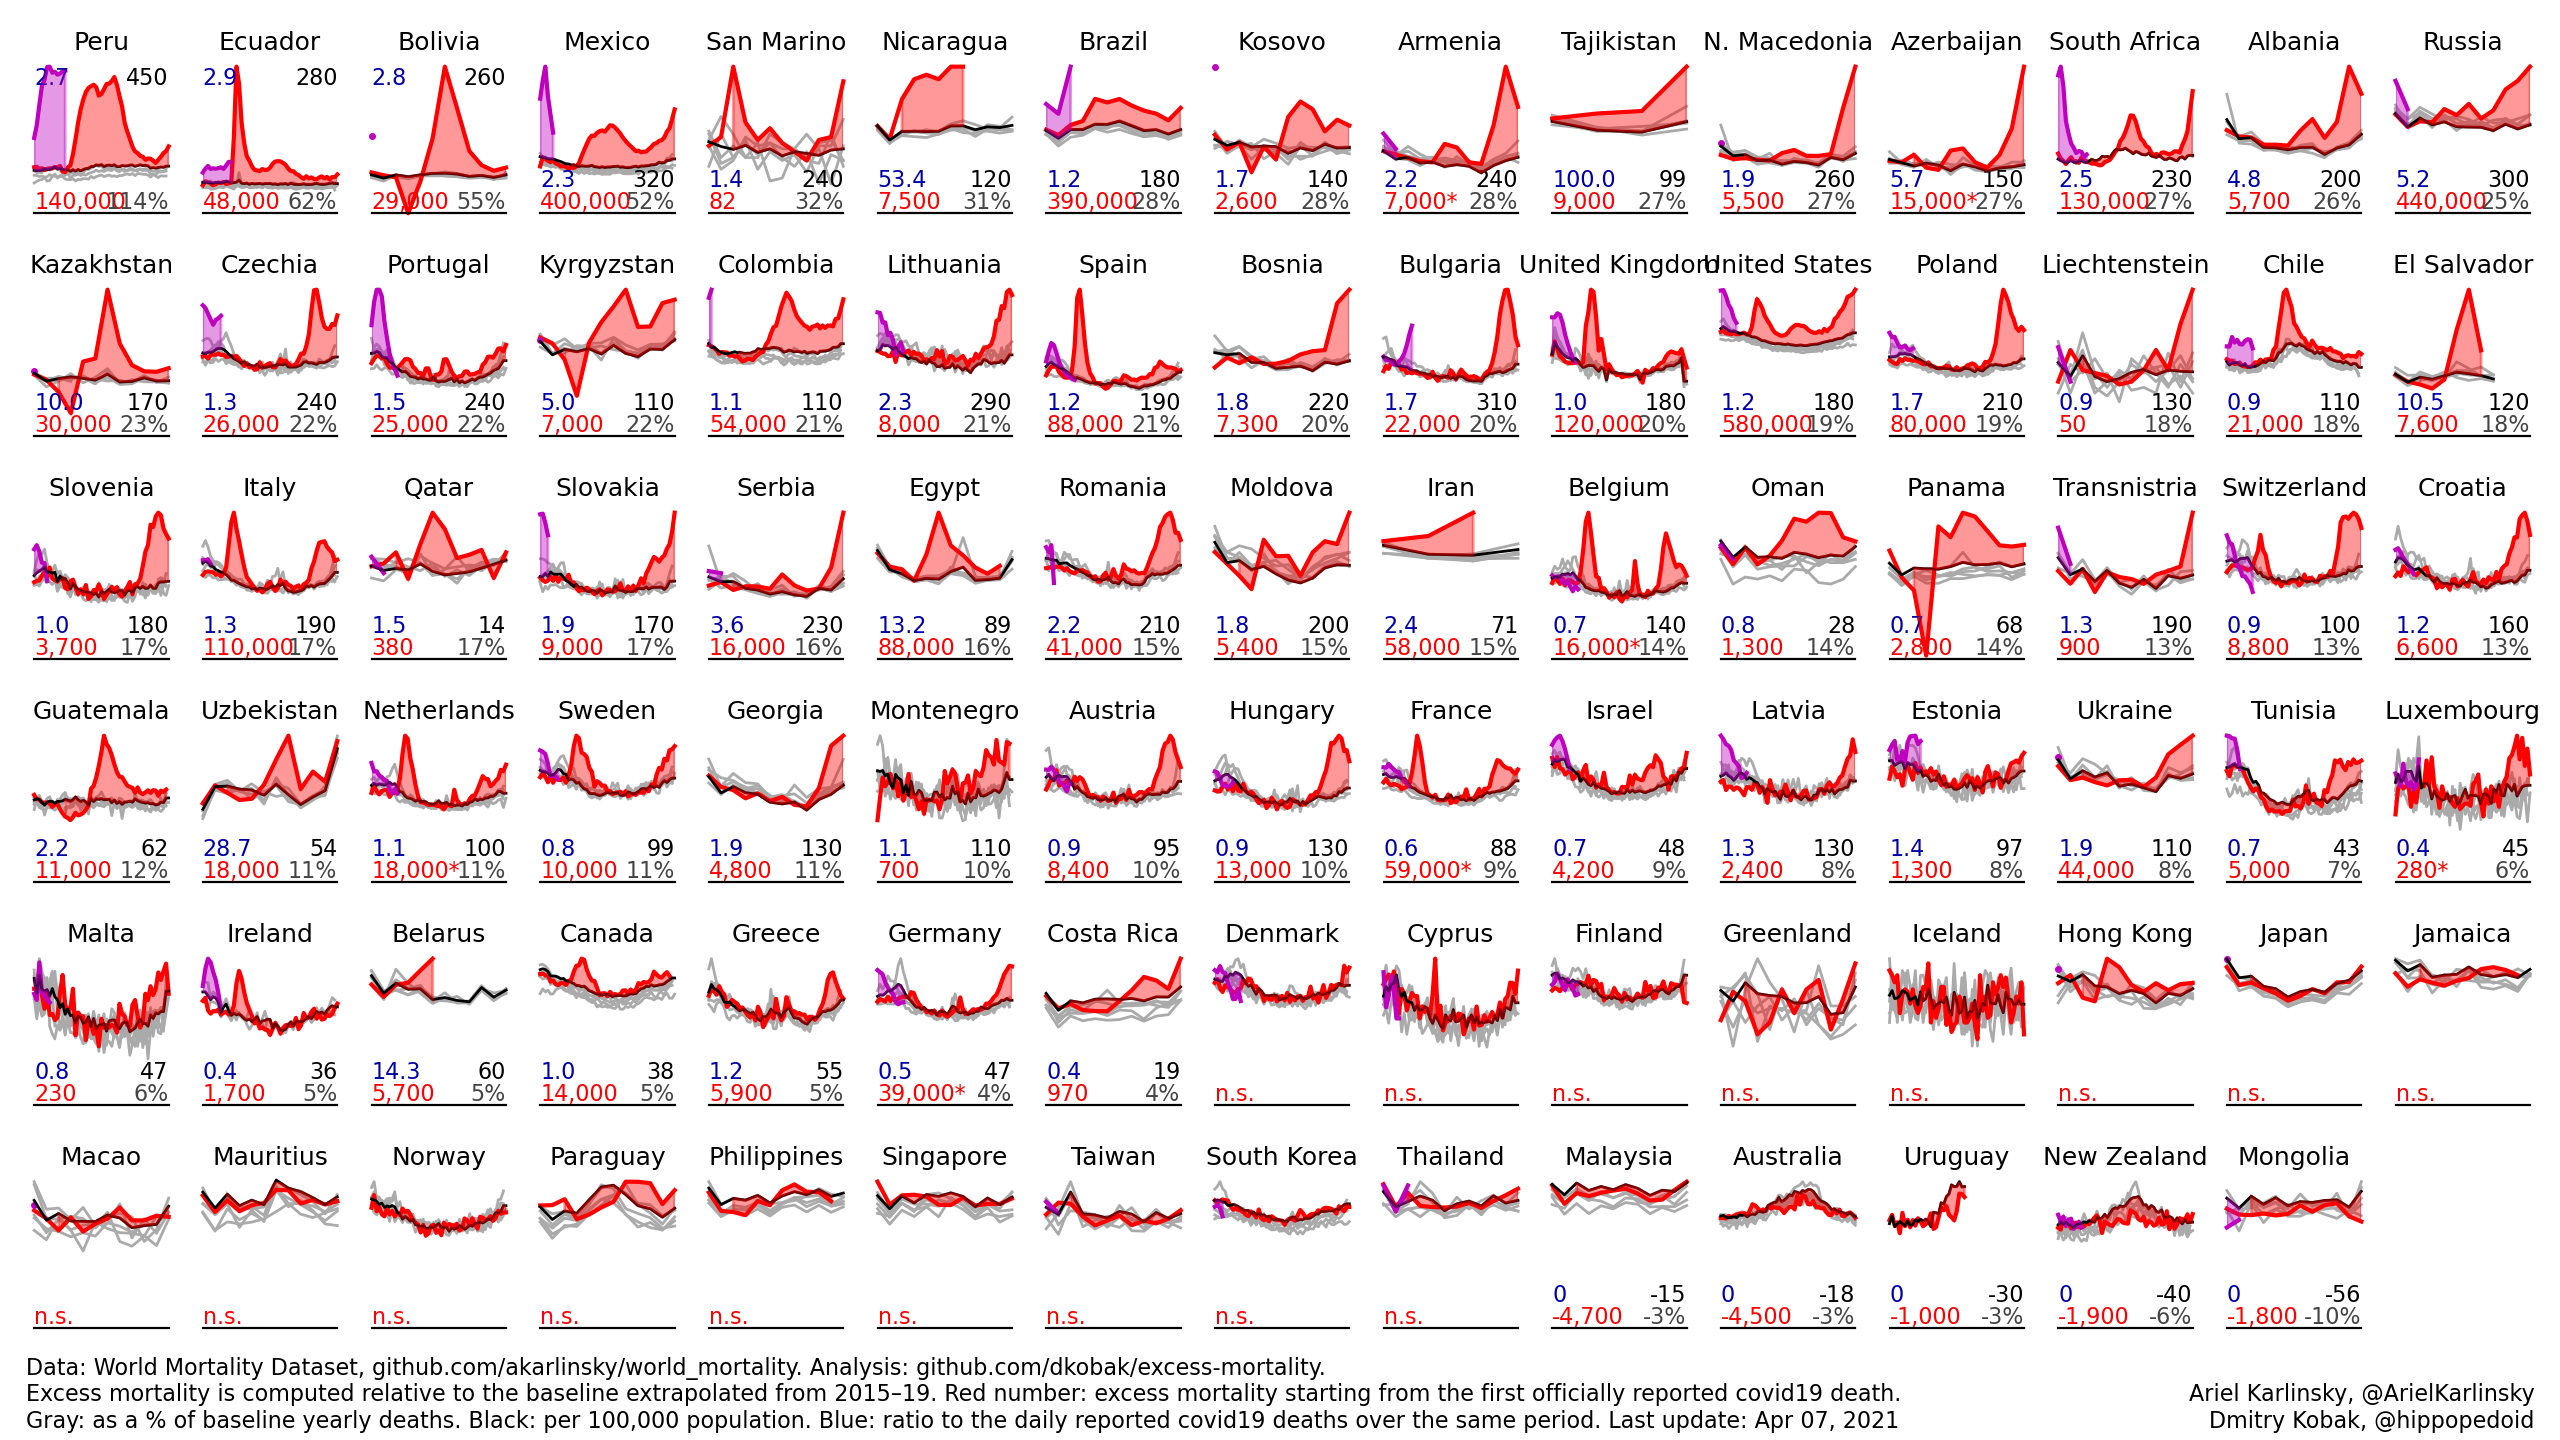 Peru Ecuador Bolivia Mexico San Marino Nicaragua Brazil Kosovo Armenia Tajikistan N. Macedonia Azerbaijan South Africa Albania Russia
2.7 450 2.9 280 2.8 260
2.3 320 1.4 240 53.4 120 1.2 180 1.7 140 2.2 240 100.0 99 1.9 260 5.7 150 2.5 230 4.8 200 5.2 300
140,000 114% 48,000 62% 29,000 55% 400,000 52% 82 32% 7,500 31% 390,000 28% 2,600 28% 7,000* 28% 9,000 27% 5,500 27% 15,000* 27% 130,000 27% 5,700 26% 440,000 25%
Kazakhstan Czechia Portugal Kyrgyzstan Colombia Lithuania Spain Bosnia Bulgaria United Kingdom United States Poland Liechtenstein Chile El Salvador
10.0 170 1.3 240 1.5 240 5.0 110 1.1 110 2.3 290 1.2 190 1.8 220 1.7 310 1.0 180 1.2 180 1.7 210 0.9 130 0.9 110 10.5 120
30,000 23% 26,000 22% 25,000 22% 7,000 22% 54,000 21% 8,000 21% 88,000 21% 7,300 20% 22,000 20% 120,000 20% 580,000 19% 80,000 19% 50 18% 21,000 18% 7,600 18%
Slovenia Italy Qatar Slovakia Serbia Egypt Romania Moldova Iran Belgium Oman Panama Transnistria Switzerland Croatia
1.0 180 1.3 190 1.5 14 1.9 170 3.6 230 13.2 89 2.2 210 1.8 200 2.4 71 0.7 140 0.8 28 0.7 68 1.3 190 0.9 100 1.2 160
3,700 17% 110,000 17% 380 17% 9,000 17% 16,000 16% 88,000 16% 41,000 15% 5,400 15% 58,000 15% 16,000* 14% 1,300 14% 2,800 14% 900 13% 8,800 13% 6,600 13%
Guatemala Uzbekistan Netherlands Sweden Georgia Montenegro Austria Hungary France Israel Latvia Estonia Ukraine Tunisia Luxembourg
2.2 62 28.7 54 1.1 100 0.8 99 1.9 130 1.1 110 0.9 95 0.9 130 0.6 88 0.7 48 1.3 130 1.4 97 1.9 110 0.7 43 0.4 45
11,000 12% 18,000 11% 18,000* 11% 10,000 11% 4,800 11% 700 10% 8,400 10% 13,000 10% 59,000* 9% 4,200 9% 2,400 8% 1,300 8% 44,000 8% 5,000 7% 280* 6%
Malta Ireland Belarus Canada Greece Germany Costa Rica Denmark Cyprus Finland Greenland Iceland Hong Kong Japan Jamaica
0.8 47 0.4 36 14.3 60 1.0 38 1.2 55 0.5 47 0.4 19
230 6% 1,700 5% 5,700 5% 14,000 5% 5,900 5% 39,000* 4% 970 4% n.s. n.s. n.s. n.s. n.s. n.s. n.s. n.s.
Macao Mauritius Norway Paraguay Philippines Singapore Taiwan South Korea Thailand Malaysia Australia Uruguay New Zealand Mongolia
0 -15 0 -18 0 -30 0 -40 0 -56
n.s. n.s. n.s. n.s. n.s. n.s. n.s. n.s. n.s. -4,700 -3% -4,500 -3% -1,000 -3% -1,900 -6% -1,800 -10%
Data: World Mortality Dataset, github.com/akarlinsky/world_mortality. Analysis: github.com/dkobak/excess-mortality.
Excess mortality is computed relative to the baseline extrapolated from 2015–19. Red number: excess mortality starting from the first officially reported covid19 death.
Gray: as a % of baseline yearly deaths. Black: per 100,000 population. Blue: ratio to the daily reported covid19 deaths over the same period. Last update: Apr 07, 2021
Ariel Karlinsky, @ArielKarlinsky
Dmitry Kobak, @hippopedoid